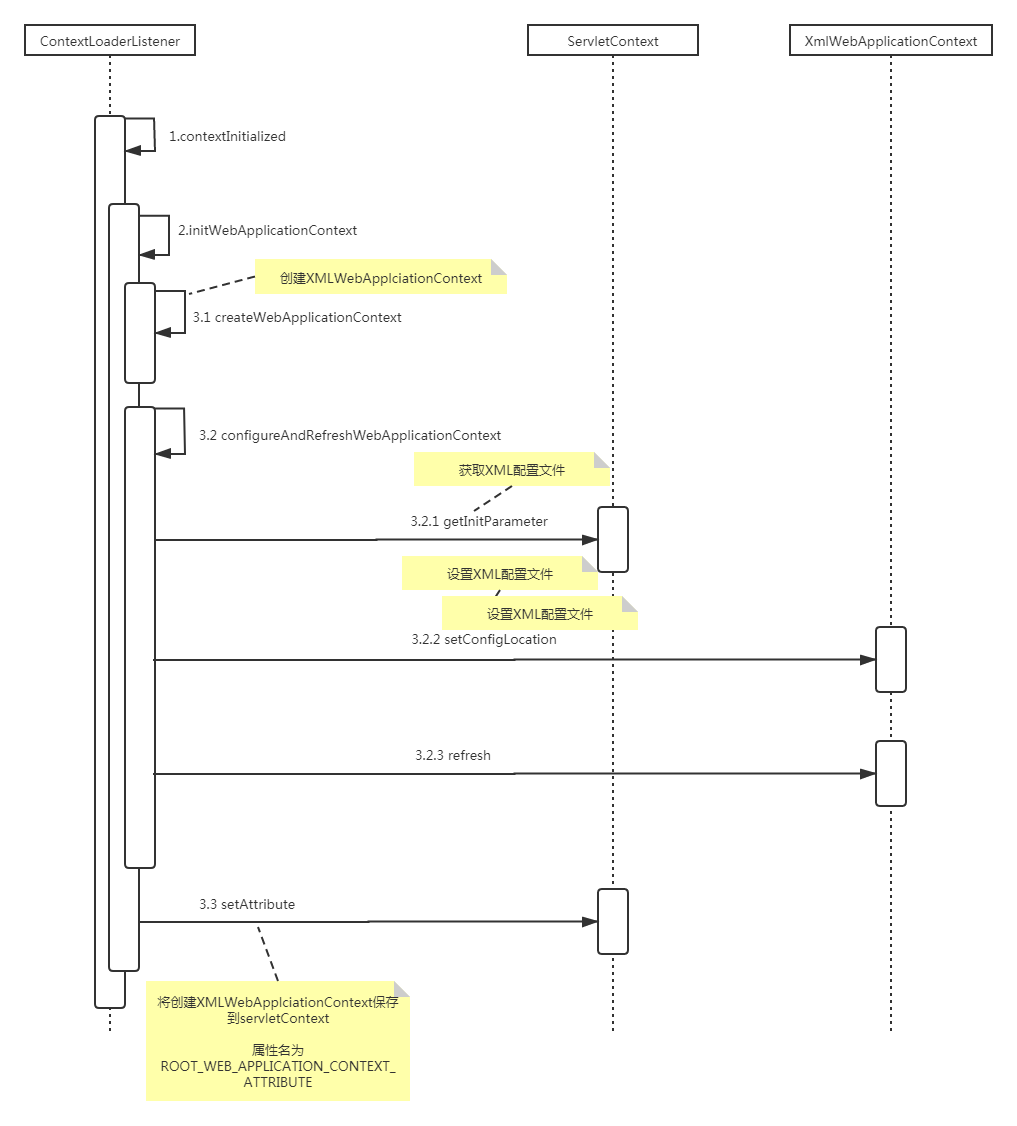 ContextLoaderListener
ServletContext
XmlWebApplicationContext
1.contextInitialized
2.initWebApplicationContext
创建XMLWebApplciationContext
3.1 createWebApplicationContext
3.2 configureAndRefreshWebApplicationContext
获取XML配置文件
3.2.1 getInitParameter
设置XML配置文件
设置XML配置文件
3.2.2 setConfigLocation
3.2.3 refresh
3.3 setAttribute
将创建XMLWebApplciationContext保存
到servletContext
属性名为
ROOT_WEB_APPLICATION_CONTEXT_
ATTRIBUTE